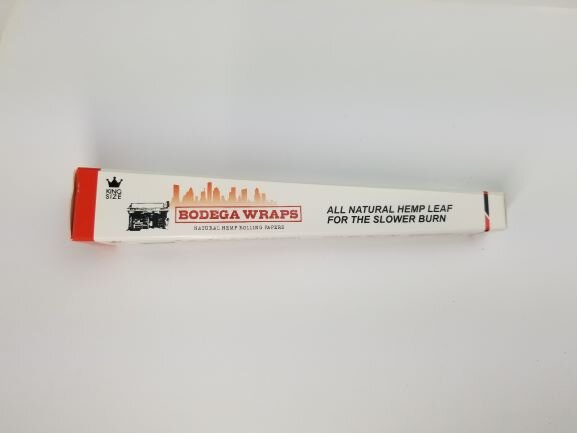 KING
SIZE
BODEGA WRAPS
NATURAL HEMP ROLLING PAPERS
ALL NATURAL HEMP LEAF
FOR THE SLOWER BURN